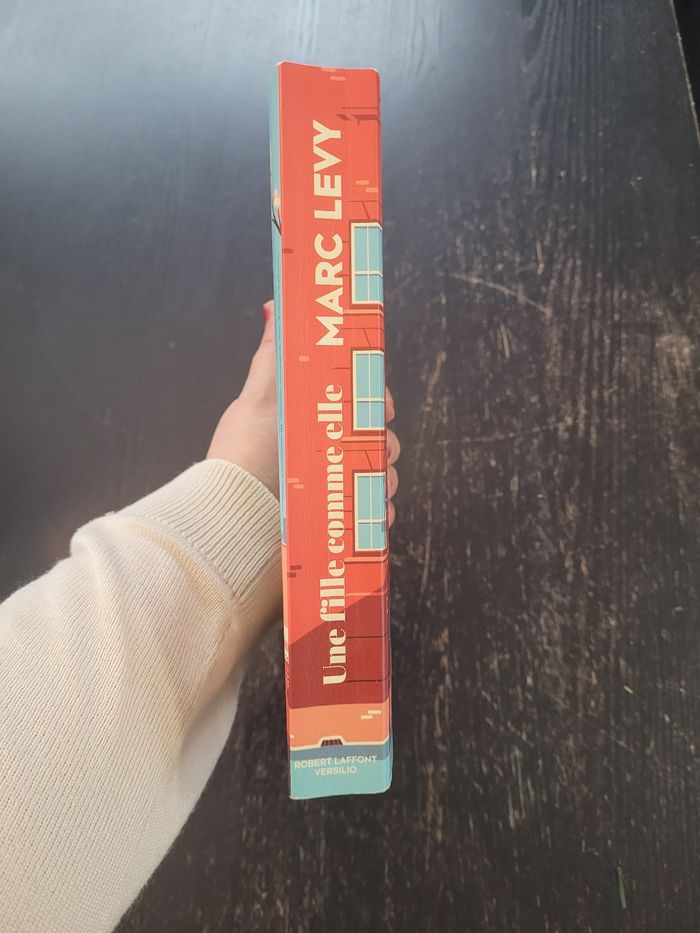 Une fille comme elle MARC LEVY
ROBERT LAFFONT
VERSILIO